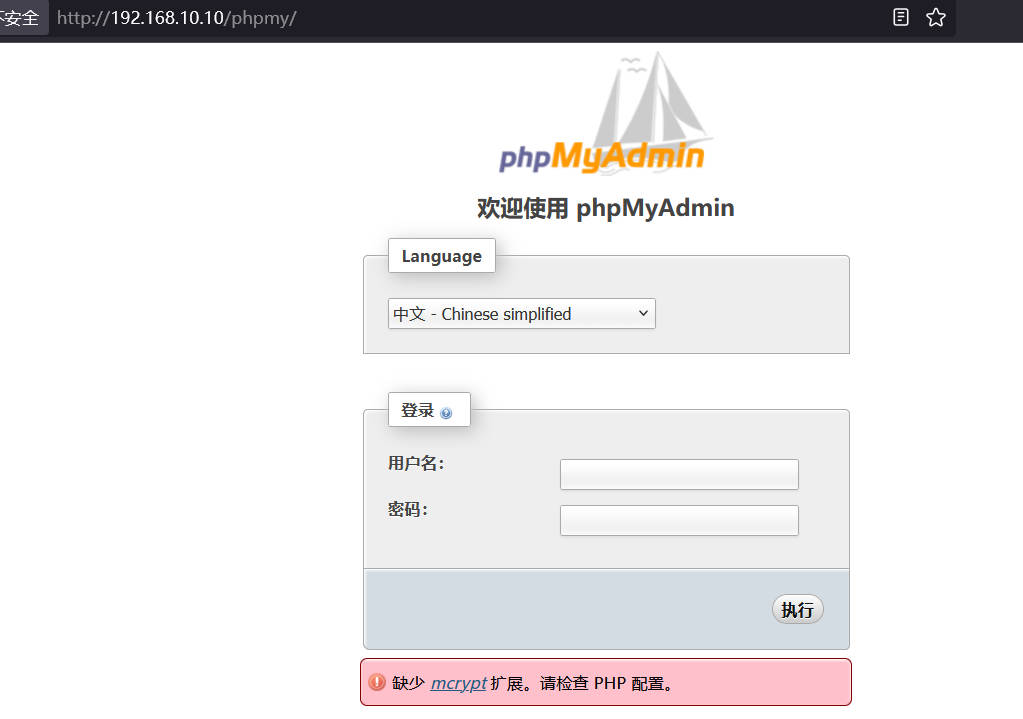 不安全 http://192.168.10.10/phpmy/
phpMyAdmin
欢迎使用 phpMyAdmin
Language
中文 - Chinese simplified
登录
用户名：
密码：
执行
缺少 mcrypt 扩展。请检查 PHP 配置。